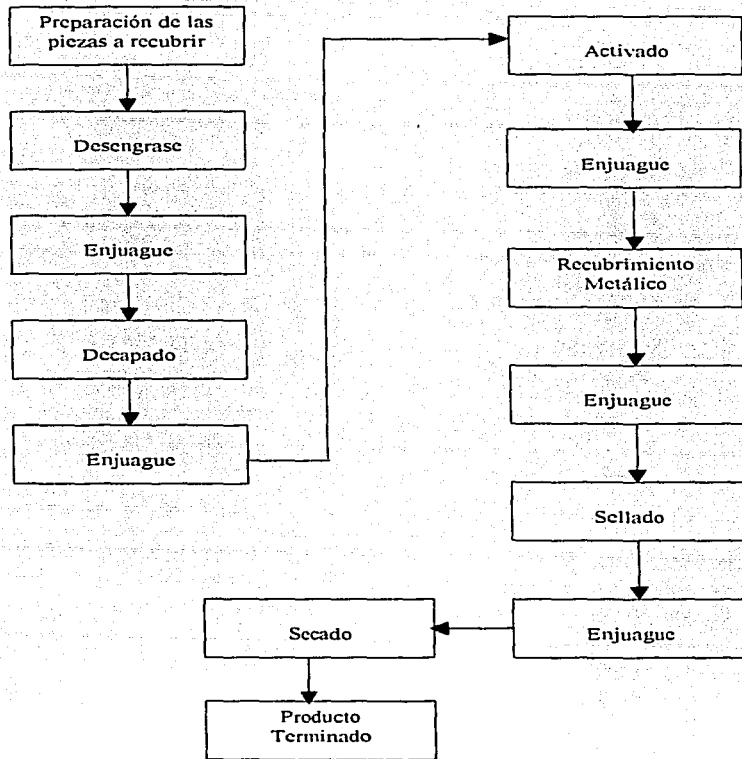 Preparación de las
piezas a recubrir
Desengrase
Enjuague
Decapado
Enjuague
Activado
Enjuague
Recubrimiento
Metálico
Enjuague
Sellado
Enjuague
Secado
Producto
Terminado